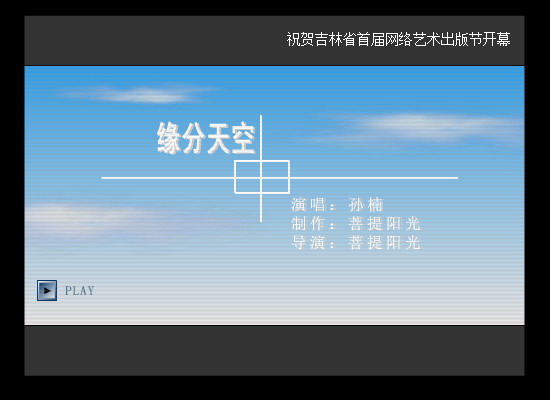 祝贺吉林省首届网络艺术出版节开幕
缘分天空
演唱：孙楠
制作：菩提阳光
导演：菩提阳光
PLAY